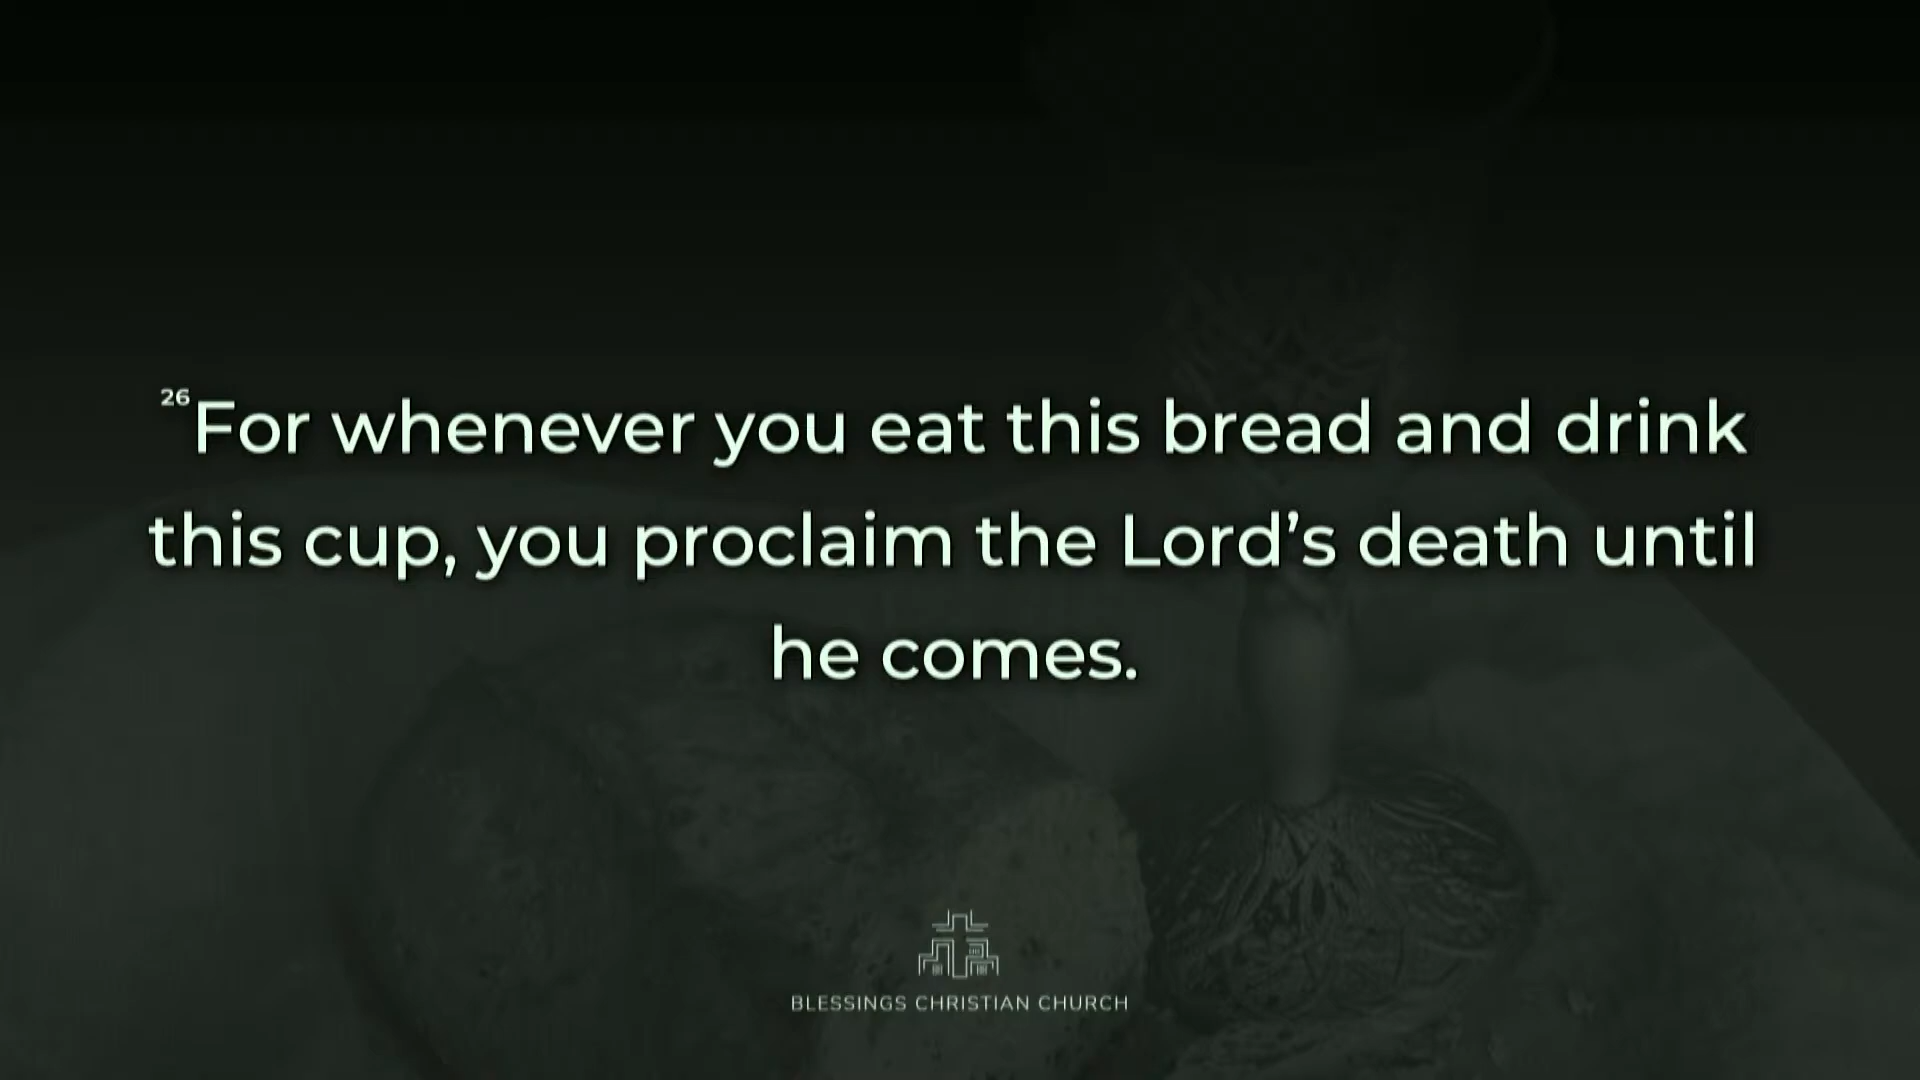 26For whenever you eat this bread and drink
this cup, you proclaim the Lord’s death until
he comes.
BLESSINGS CHRISTIAN CHURCH